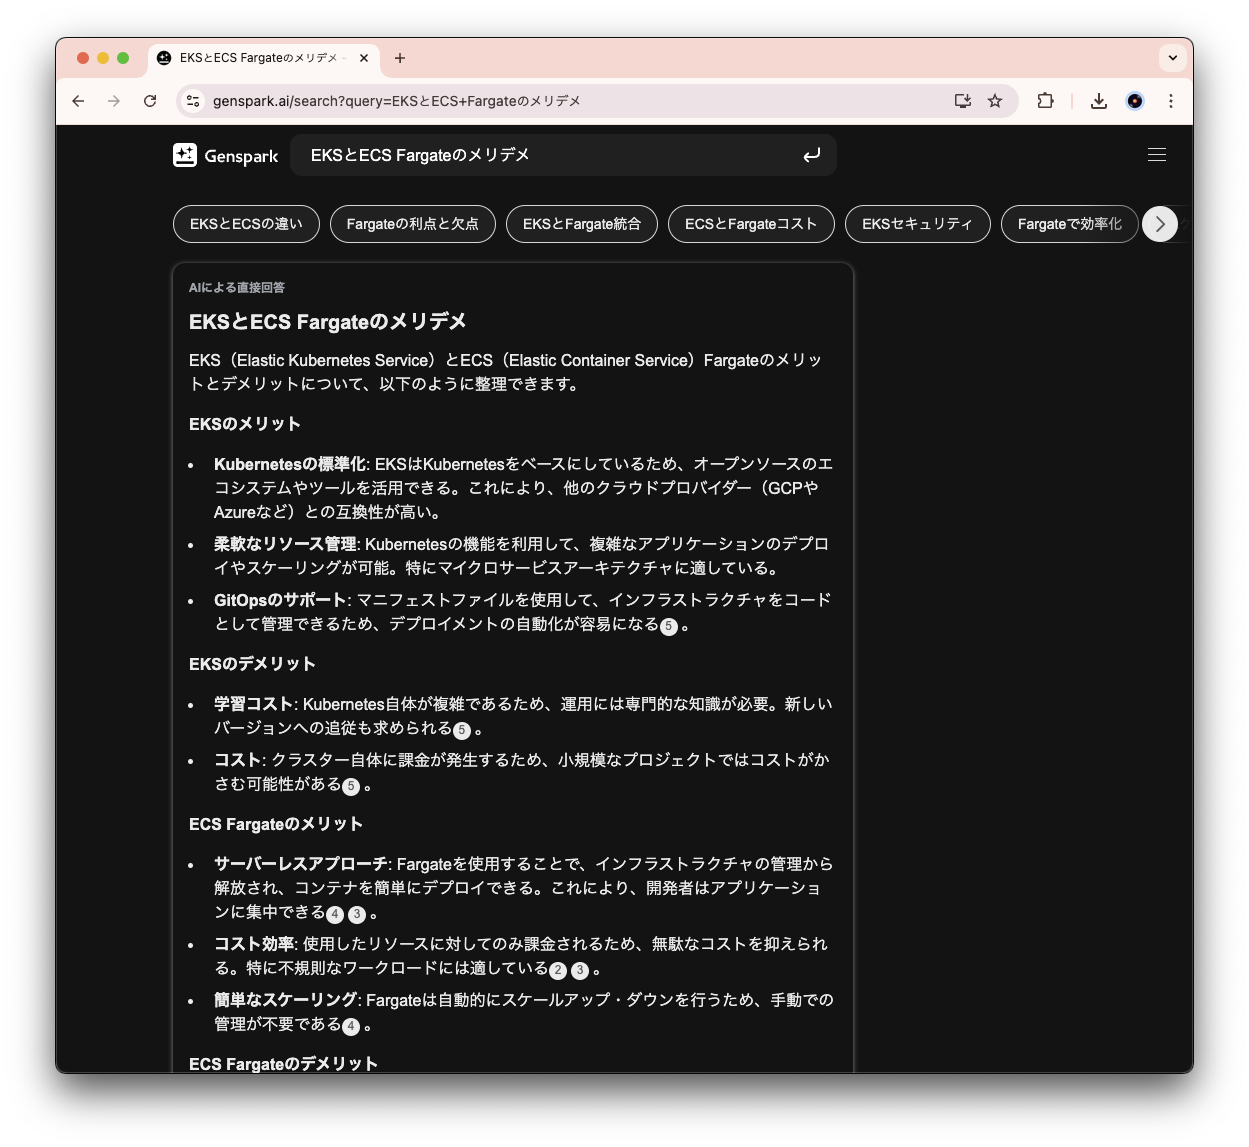 EKSとECS Fargateのメリデメ -
genspark.ai/search?query=EKSとECS+Fargateのメリデメ
Genspark
EKSとECS Fargateのメリデメ
EKSとECSの違い
Fargateの利点と欠点
EKSとFargate統合
ECSとFargateコスト
EKSセキュリティ
Fargateで効率化
AIによる直接回答
EKSとECS Fargateのメリデメ
EKS（Elastic Kubernetes Service）とECS（Elastic Container Service）Fargateのメリッ
トとデメリットについて、以下のように整理できます。
EKSのメリット
• Kubernetesの標準化: EKSはKubernetesをベースにしているため、オープンソースのエ
コシステムやツールを活用できる。これにより、他のクラウドプロバイダー（GCPや
Azureなど）との互換性が高い。
• 柔軟なリソース管理: Kubernetesの機能を利用して、複雑なアプリケーションのデプロ
イやスケーリングが可能。特にマイクロサービスアーキテクチャに適している。
• GitOpsのサポート: マニフェストファイルを使用して、インフラストラクチャをコード
として管理できるため、デプロイメントの自動化が容易になる 5 。
EKSのデメリット
• 学習コスト: Kubernetes自体が複雑であるため、運用には専門的な知識が必要。新しい
バージョンへの追従も求められる 5 。
• コスト: クラスター自体に課金が発生するため、小規模なプロジェクトではコストがか
さむ可能性がある 5 。
ECS Fargateのメリット
• サーバーレスアプローチ: Fargateを使用することで、インフラストラクチャの管理から
解放され、コンテナを簡単にデプロイできる。これにより、開発者はアプリケーショ
ンに集中できる 4 3 。
• コスト効率: 使用したリソースに対してのみ課金されるため、無駄なコストを抑えられ
る。特に不規則なワークロードには適している 2 3 。
• 簡単なスケーリング: Fargateは自動的にスケールアップ・ダウンを行うため、手動での
管理が不要である 4 。
ECS Fargateのデメリット